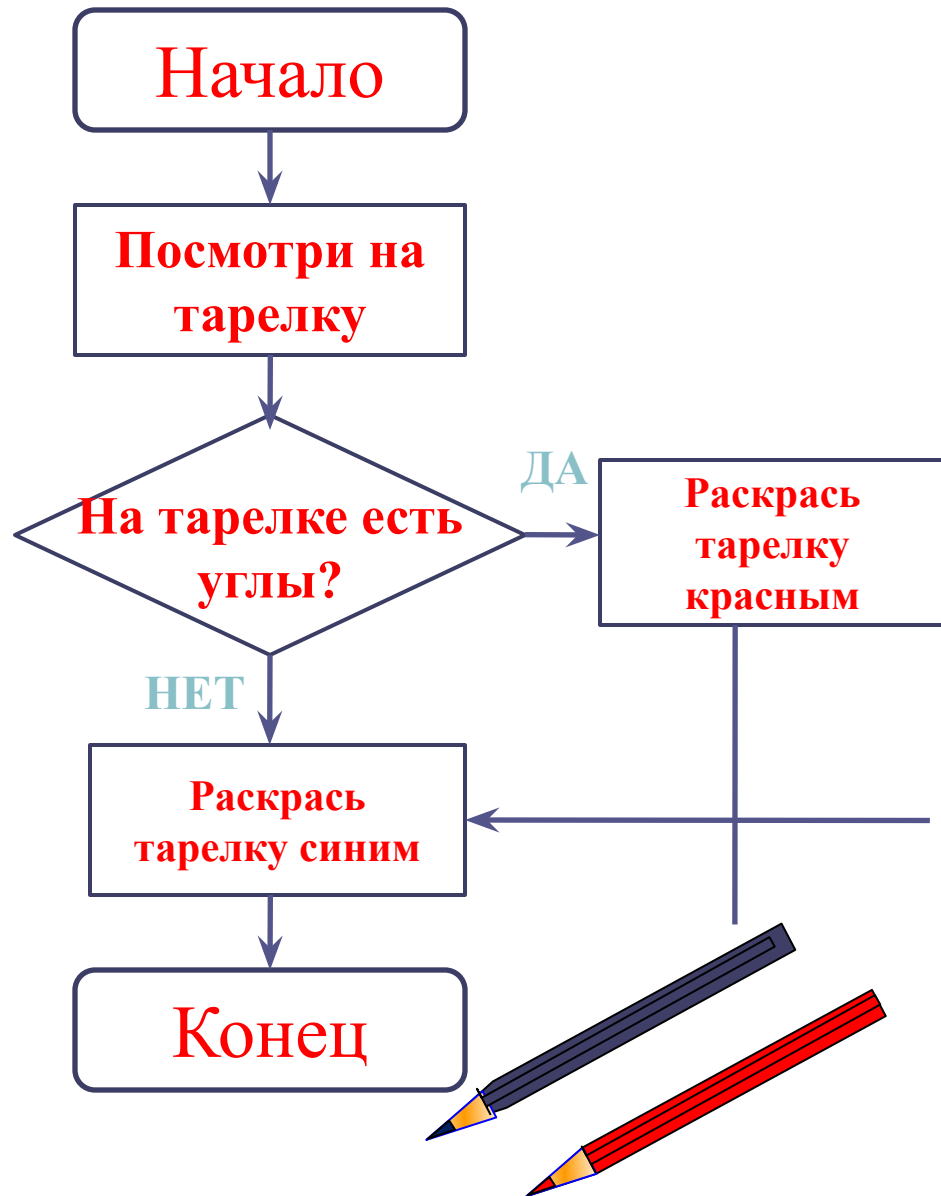 Начало
Посмотри на
тарелку
На тарелке есть
углы?
ДА
Раскрась
тарелку
красным
НЕТ
Раскрась
тарелку синим
Конец